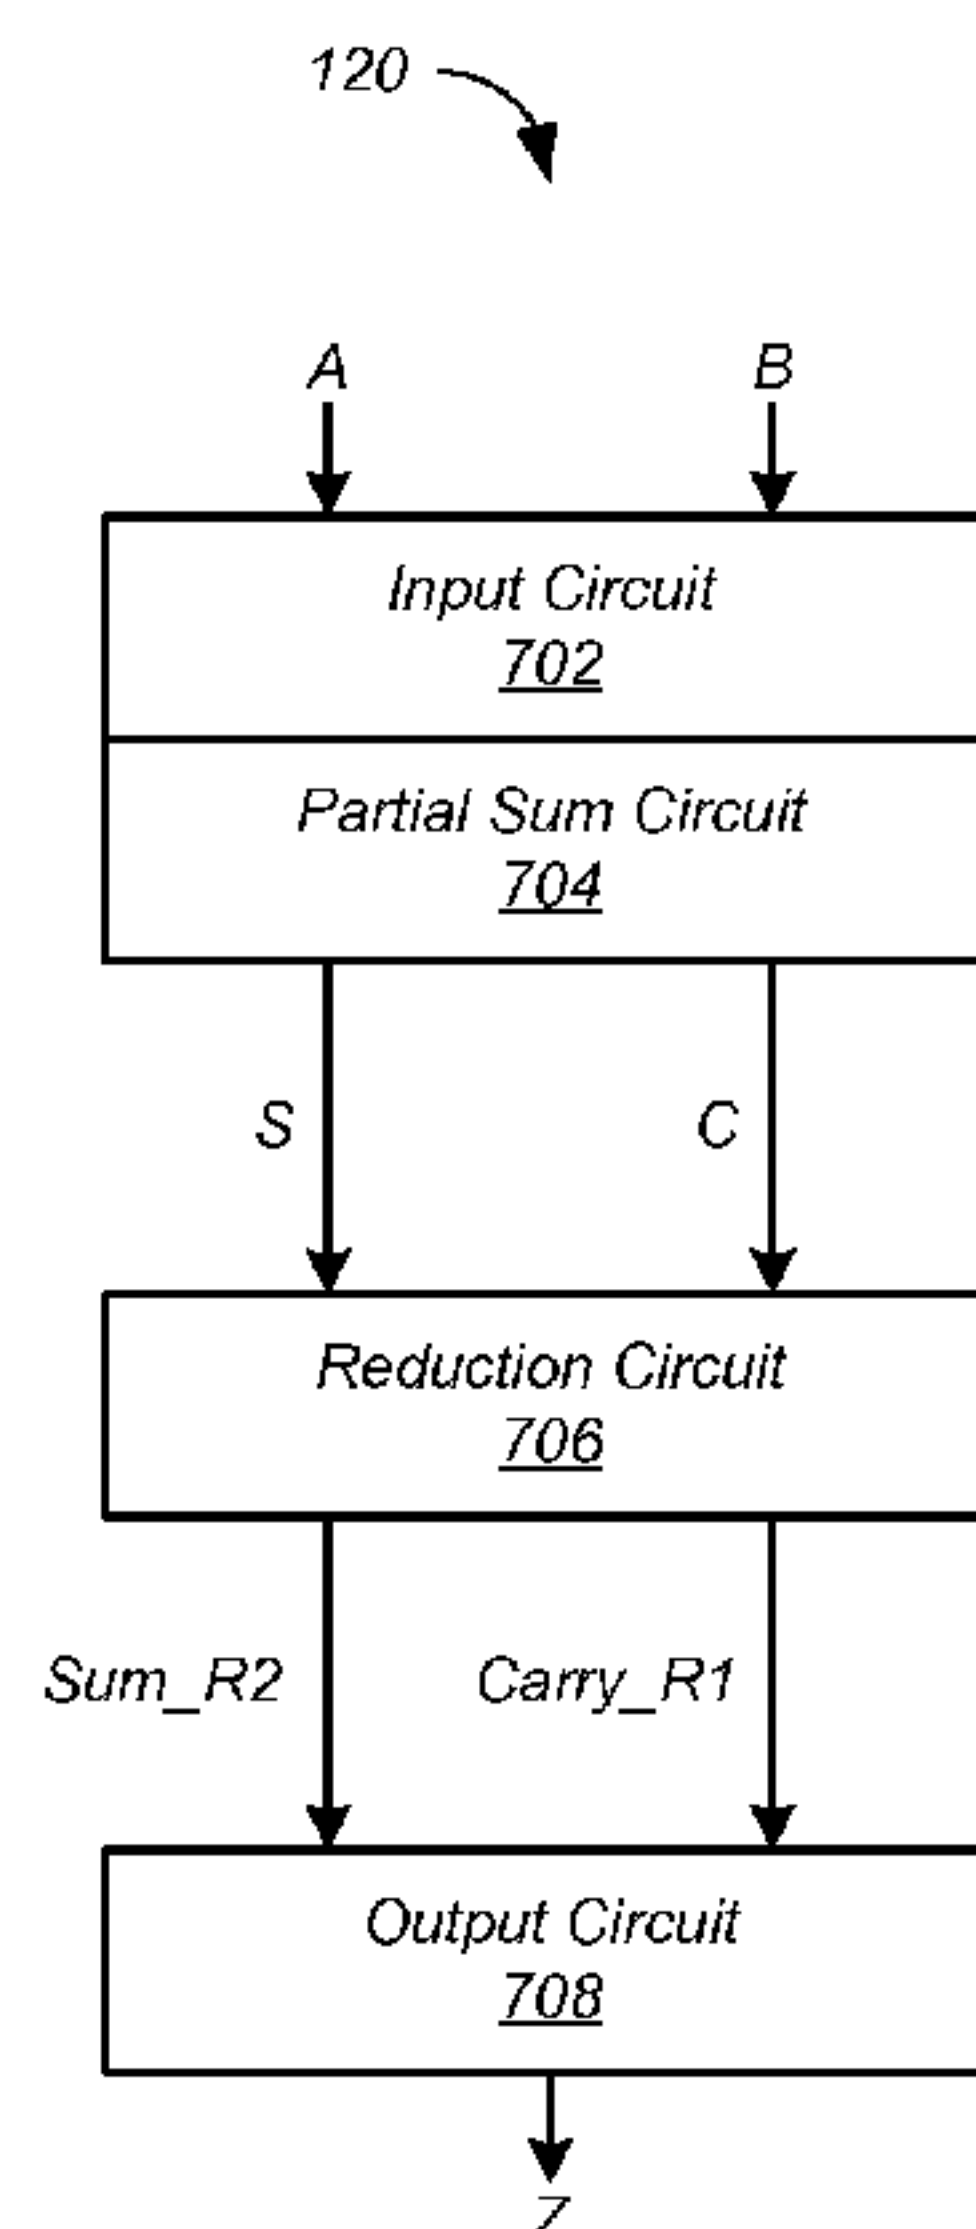 120
A B
Input Circuit
702
Partial Sum Circuit
704
S C
Reduction Circuit
706
Sum_R2 Carry_R1
Output Circuit
708
Z